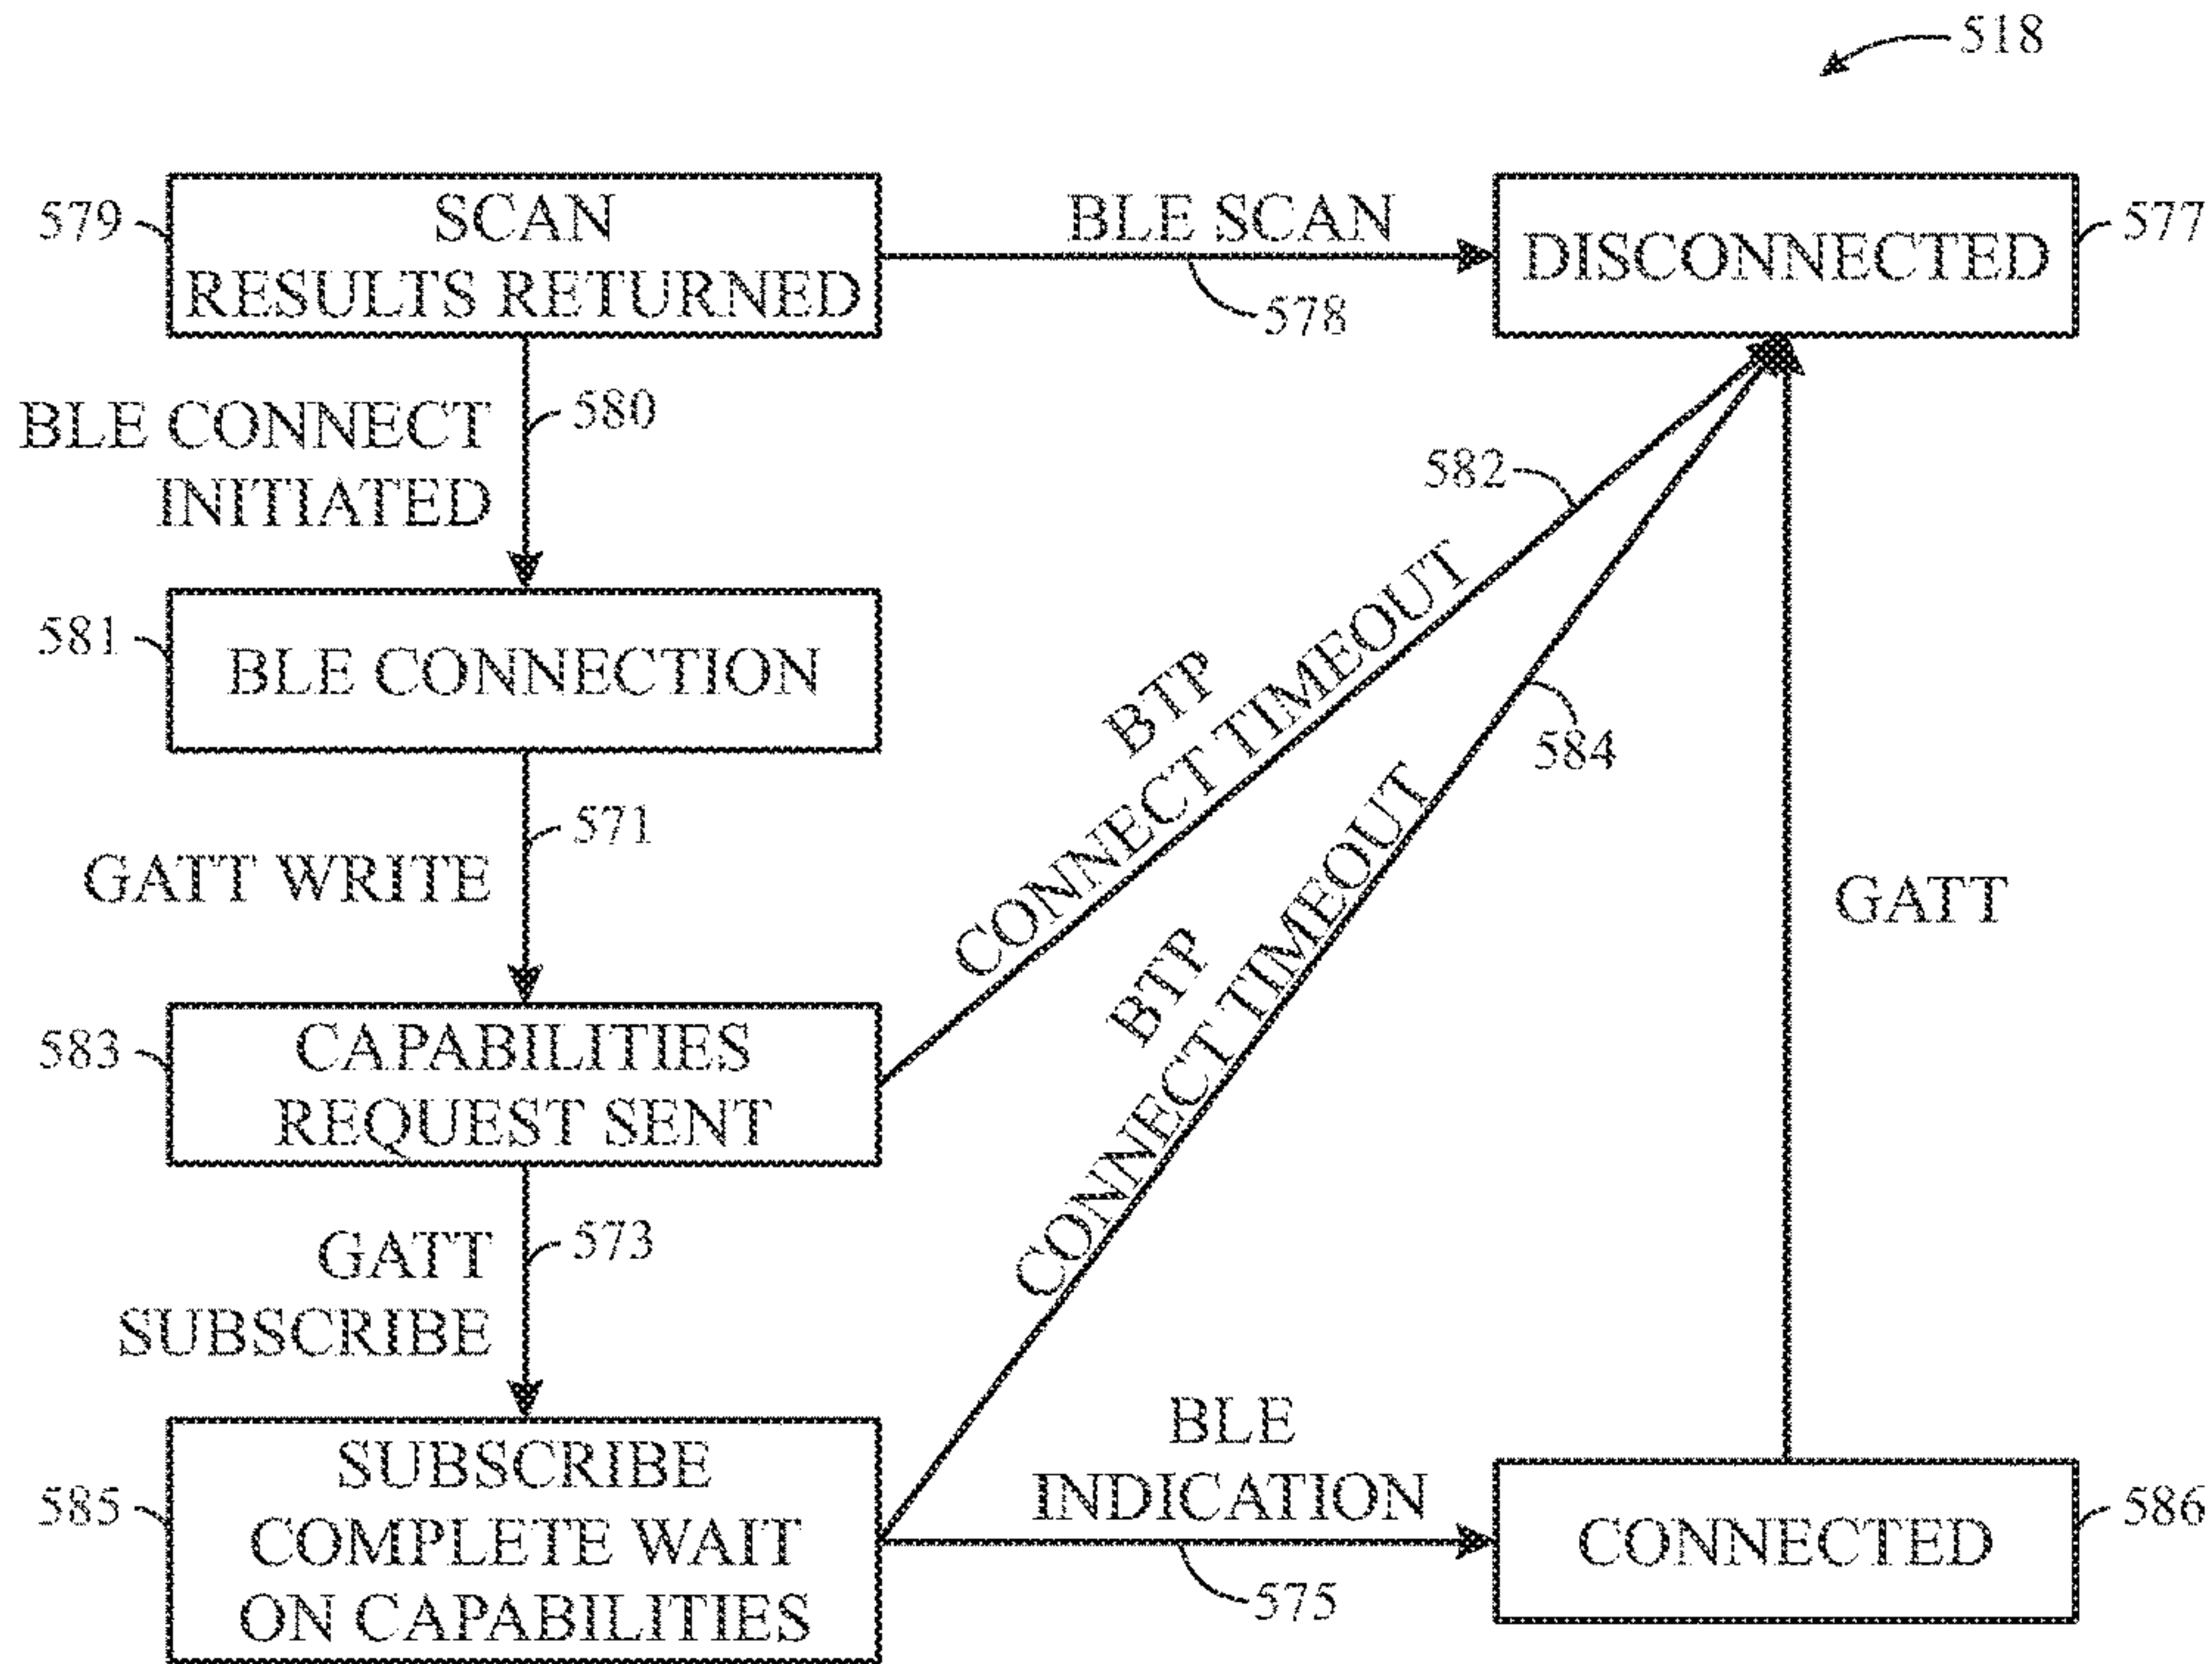 518
579
SCAN
RESULTS RETURNED
BLE SCAN
578
DISCONNECTED
577
BLE CONNECT
INITIATED
580
582
581
BLE CONNECTION
BTP
CONNECT TIMEOUT
584
GATT WRITE
571
GATT
583
CAPABILITIES
REQUEST SENT
BTP
CONNECT TIMEOUT
GATT
SUBSCRIBE
573
585
SUBSCRIBE
COMPLETE WAIT
ON CAPABILITIES
BLE
INDICATION
575
CONNECTED
586